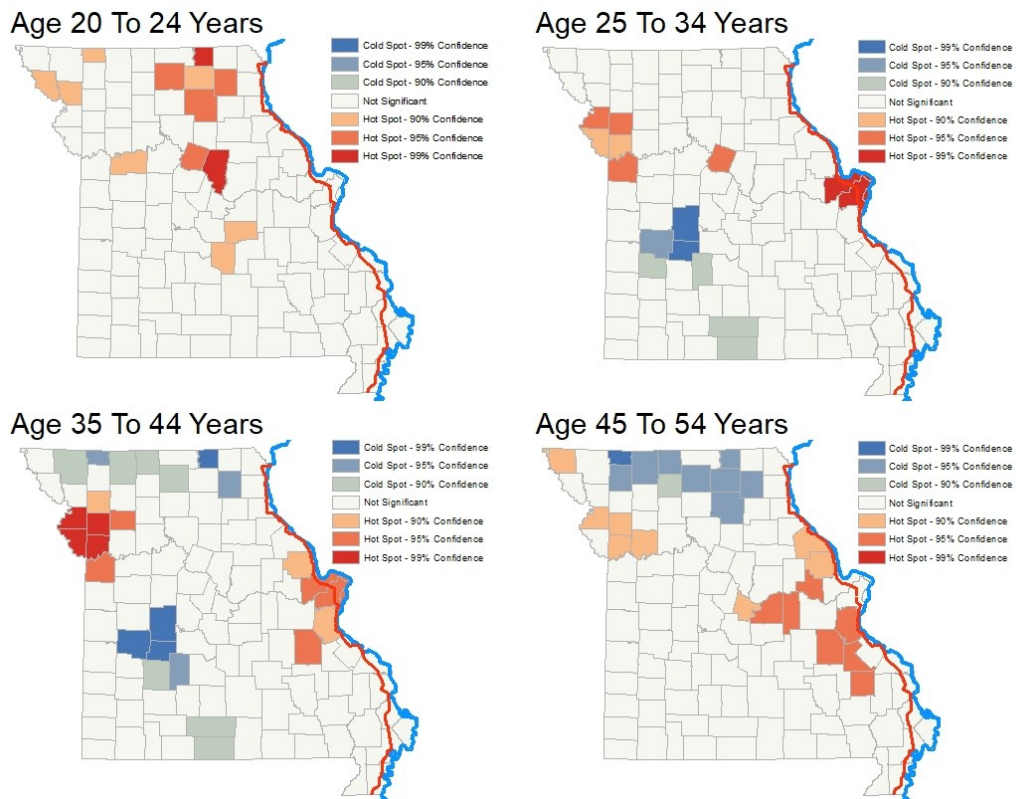 Age 20 To 24 Years
Cold Spot - 99% Confidence
Cold Spot - 95% Confidence
Cold Spot - 90% Confidence
Not Significant
Hot Spot - 90% Confidence
Hot Spot - 95% Confidence
Hot Spot - 99% Confidence
Age 25 To 34 Years
Cold Spot - 99% Confidence
Cold Spot - 95% Confidence
Cold Spot - 90% Confidence
Not Significant
Hot Spot - 90% Confidence
Hot Spot - 95% Confidence
Hot Spot - 99% Confidence
Age 35 To 44 Years
Cold Spot - 99% Confidence
Cold Spot - 95% Confidence
Cold Spot - 90% Confidence
Not Significant
Hot Spot - 90% Confidence
Hot Spot - 95% Confidence
Hot Spot - 99% Confidence
Age 45 To 54 Years
Cold Spot - 99% Confidence
Cold Spot - 95% Confidence
Cold Spot - 90% Confidence
Not Significant
Hot Spot - 90% Confidence
Hot Spot - 95% Confidence
Hot Spot - 99% Confidence